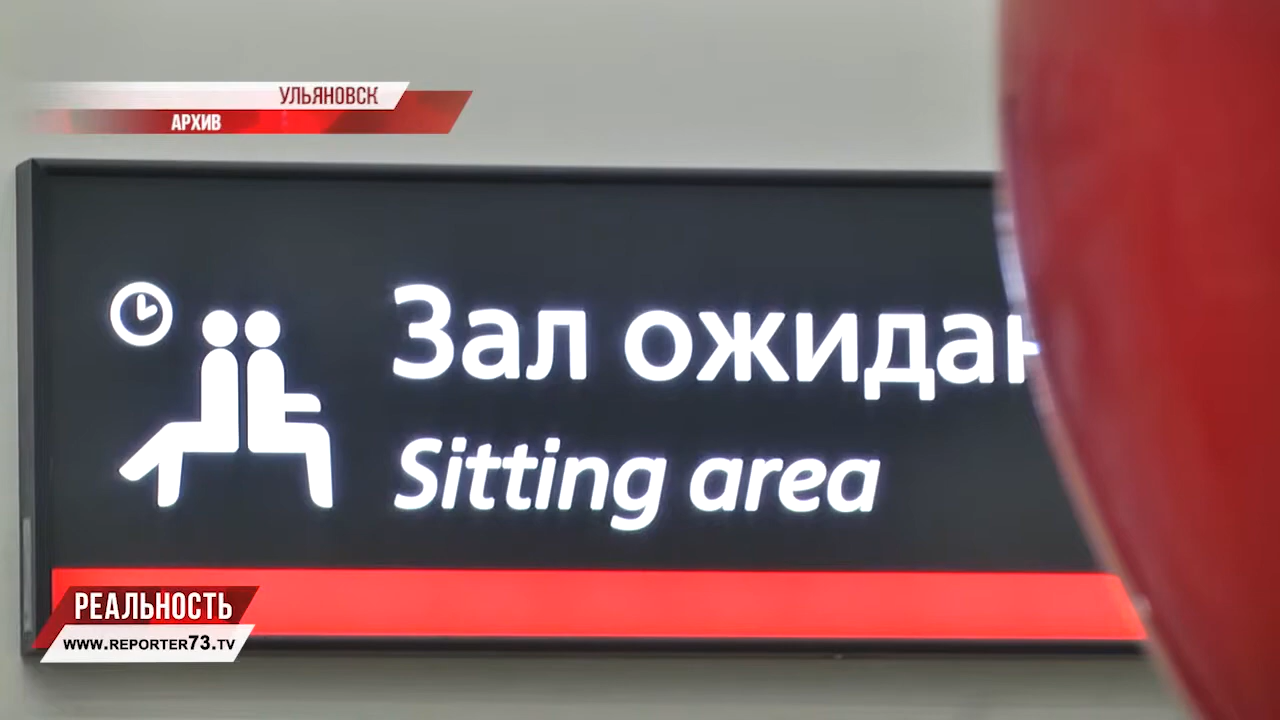 УЛЬЯНОВСК
АРХИВ
Зал ожидан
Sitting area
РЕАЛЬНОСТЬ
WWW.REPORTER73.TV